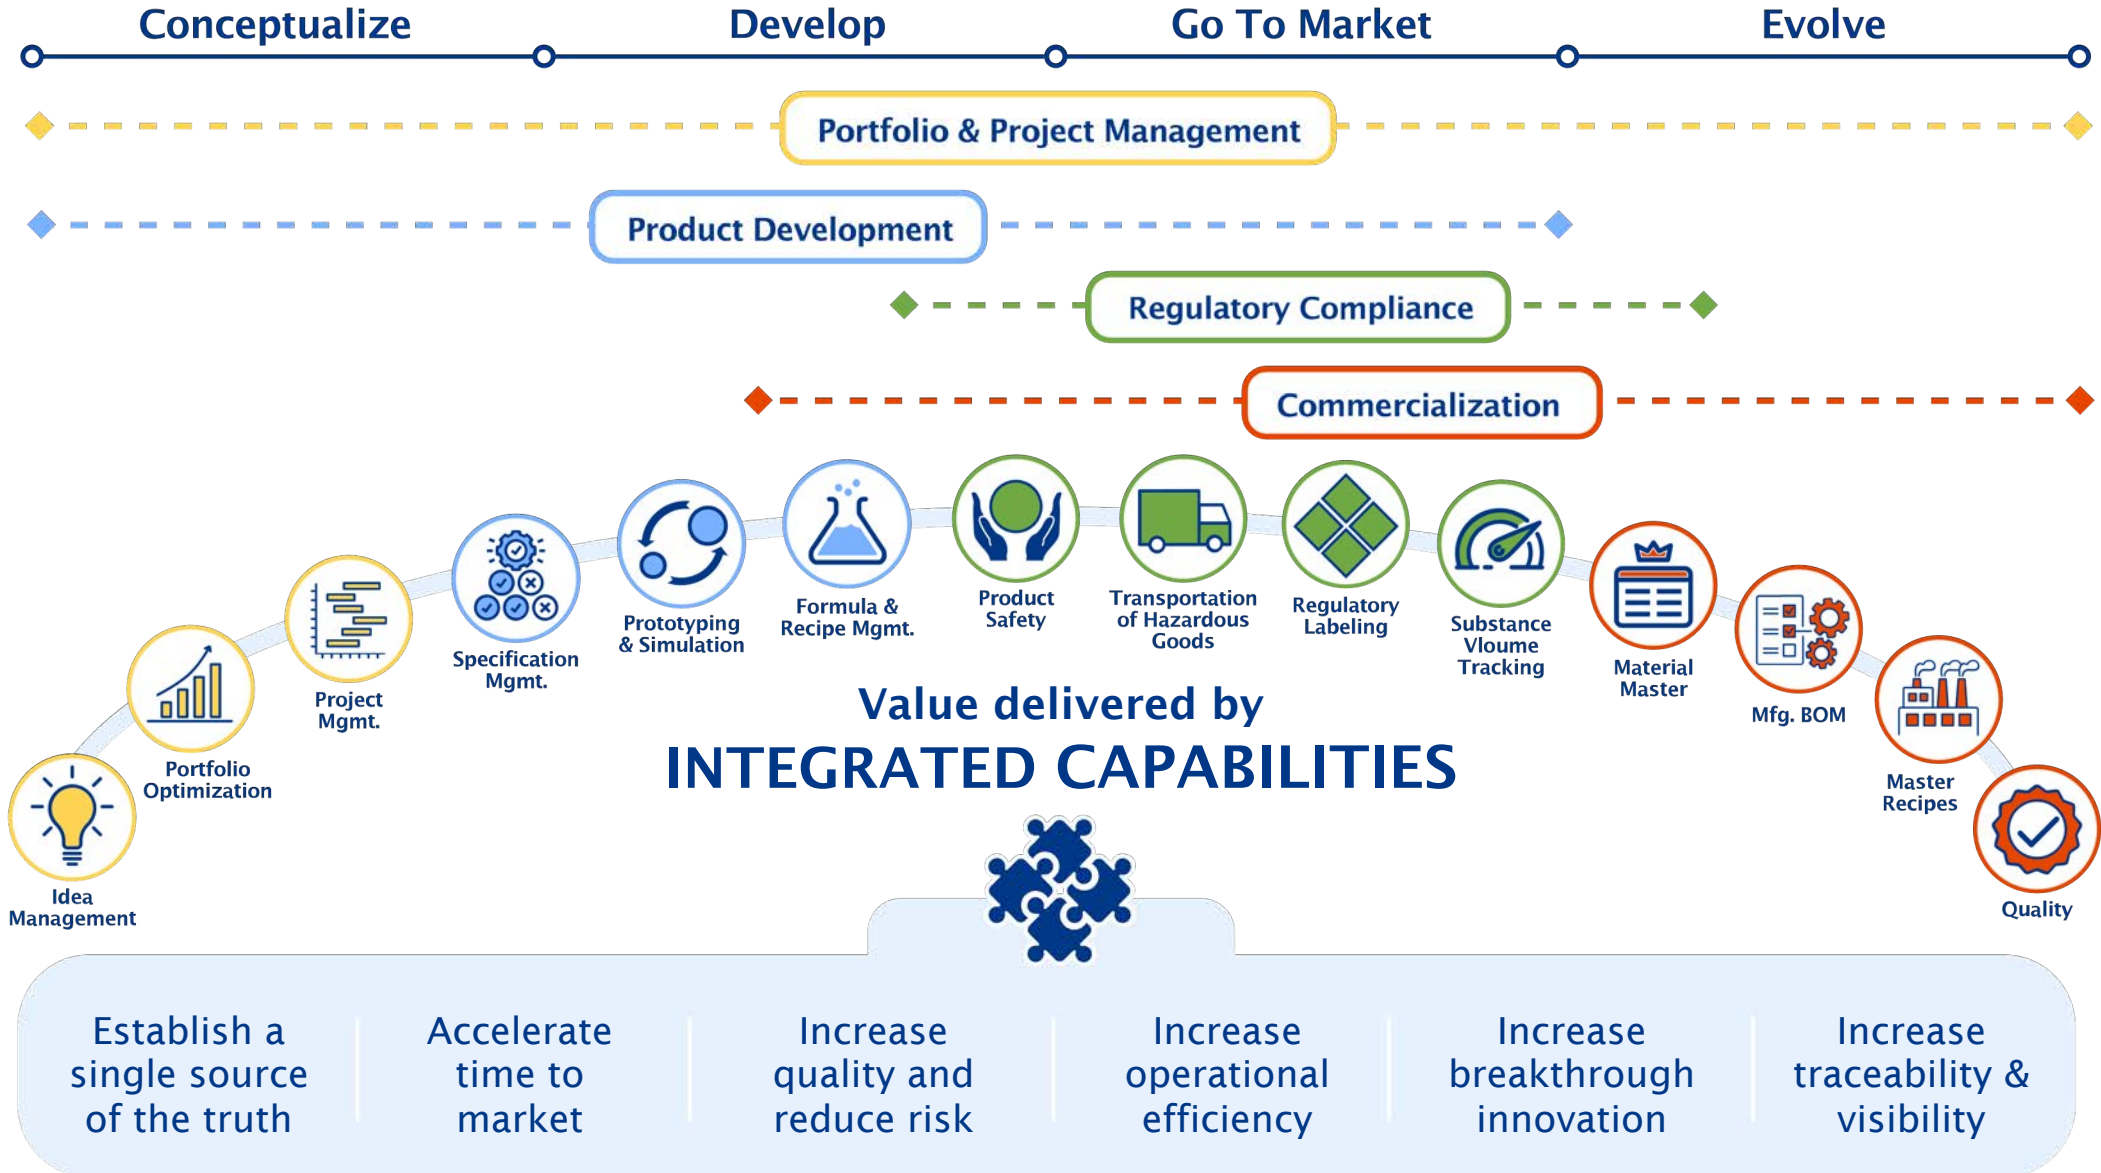 Conceptualize
Develop
Go To Market
Evolve
Portfolio & Project Management
Product Development
Regulatory Compliance
Commercialization
Idea
Management
Portfolio
Optimization
Project
Mgmt.
Specification
Mgmt.
Prototyping
& Simulation
Formula &
Recipe Mgmt.
Product
Safety
Transportation
of Hazardous
Goods
Regulatory
Labeling
Substance
Vloume
Tracking
Material
Master
Mfg. BOM
Master
Recipes
Quality
Value delivered by
INTEGRATED CAPABILITIES
Establish a
single source
of the truth
Accelerate
time to
market
Increase
quality and
reduce risk
Increase
operational
efficiency
Increase
breakthrough
innovation
Increase
traceability &
visibility